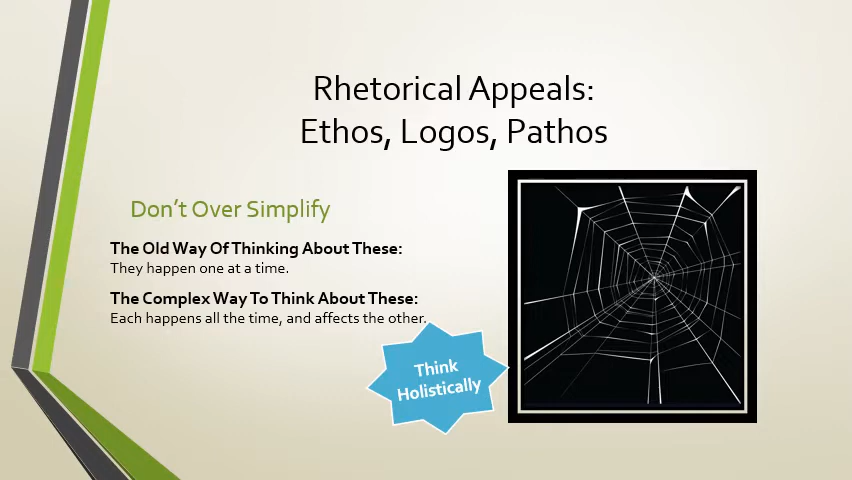 Rhetorical Appeals:
Ethos, Logos, Pathos
Don't Over Simplify
The Old Way Of Thinking About These:
They happen one at a time.
The Complex Way To Think About These:
Each happens all the time, and affects the other.
Think
Holistically